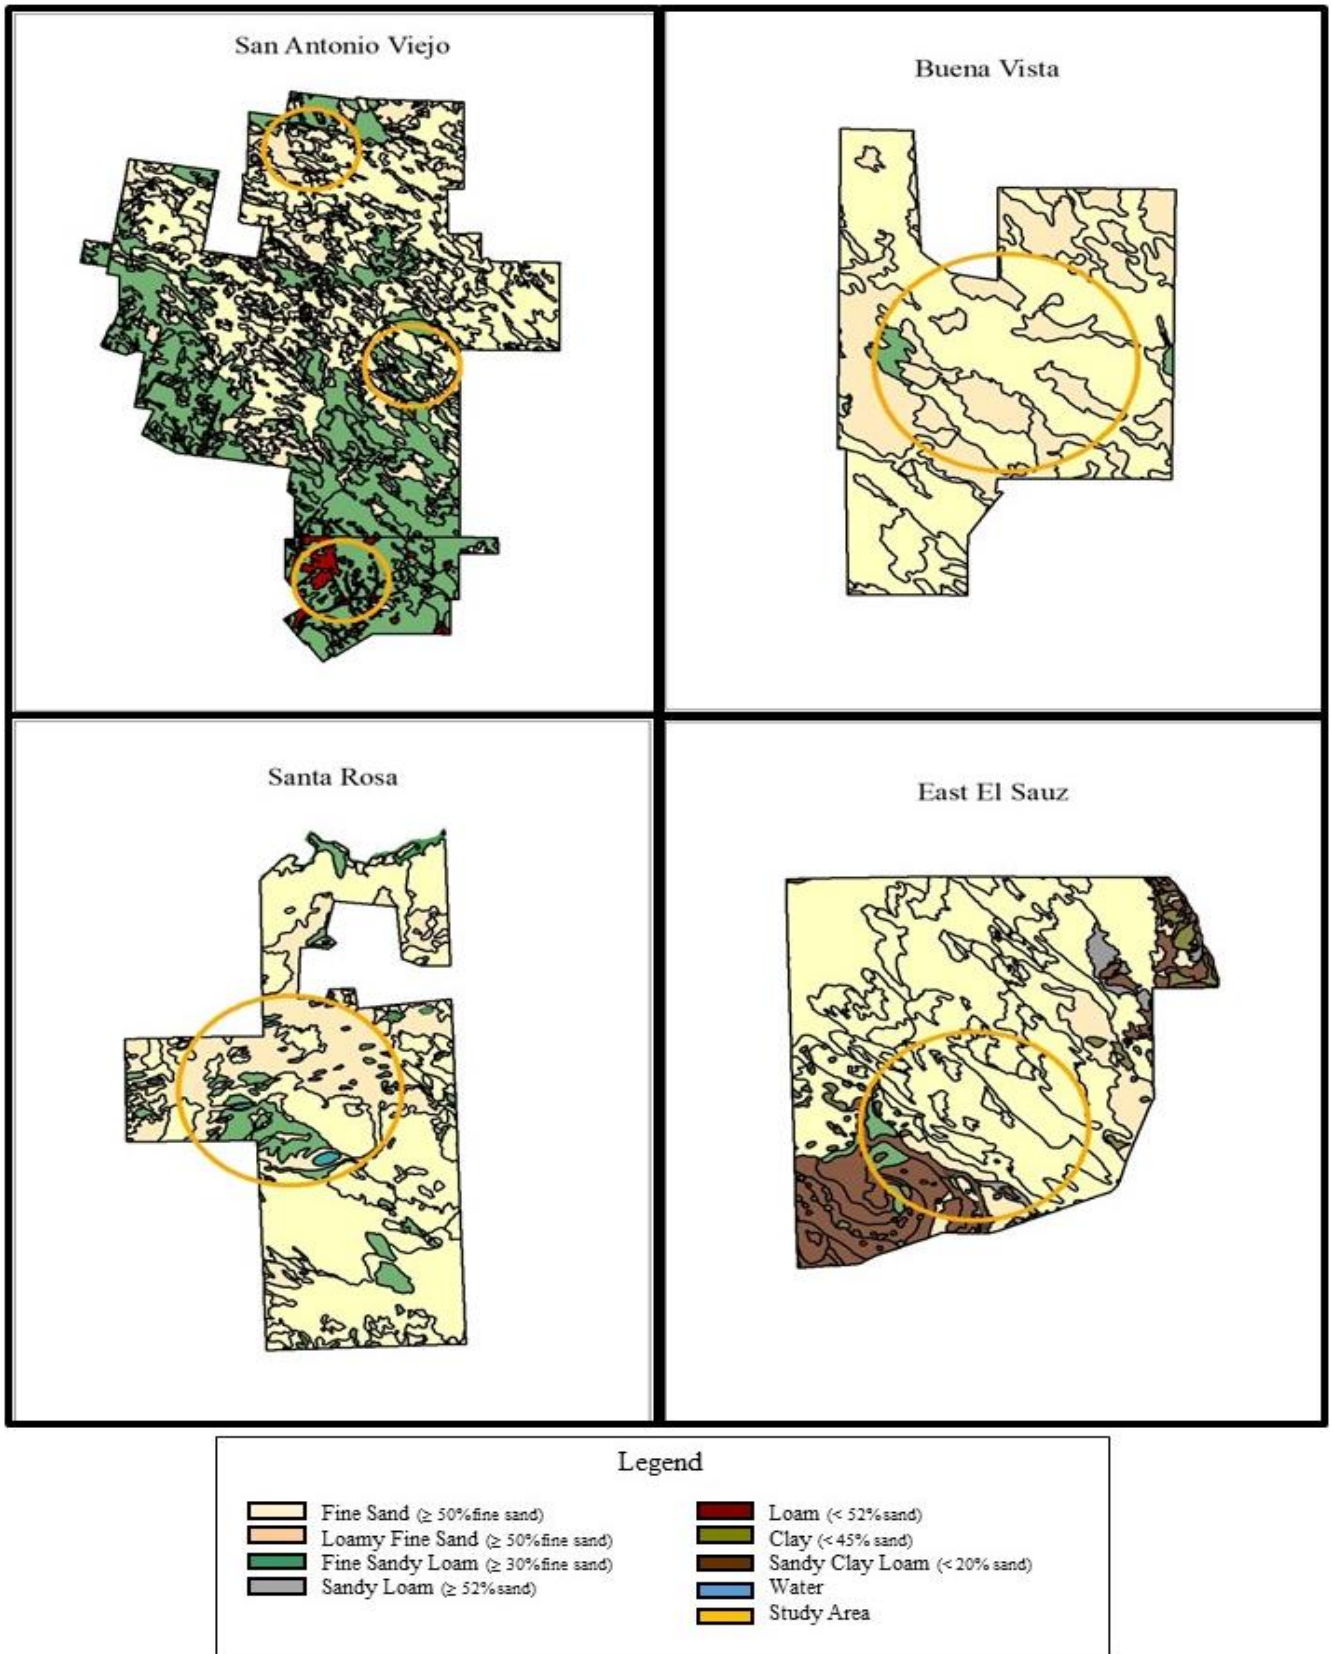 San Antonio Viejo
Buena Vista
Santa Rosa
East El Sauz
Legend
Fine Sand (≥ 50%fine sand)
Loamy Fine Sand (≥ 50%fine sand)
Fine Sandy Loam (≥ 30%fine sand)
Sandy Loam (≥ 52%sand)
Loam (< 52%sand)
Clay (< 45% sand)
Sandy Clay Loam (< 20% sand)
Water
Study Area